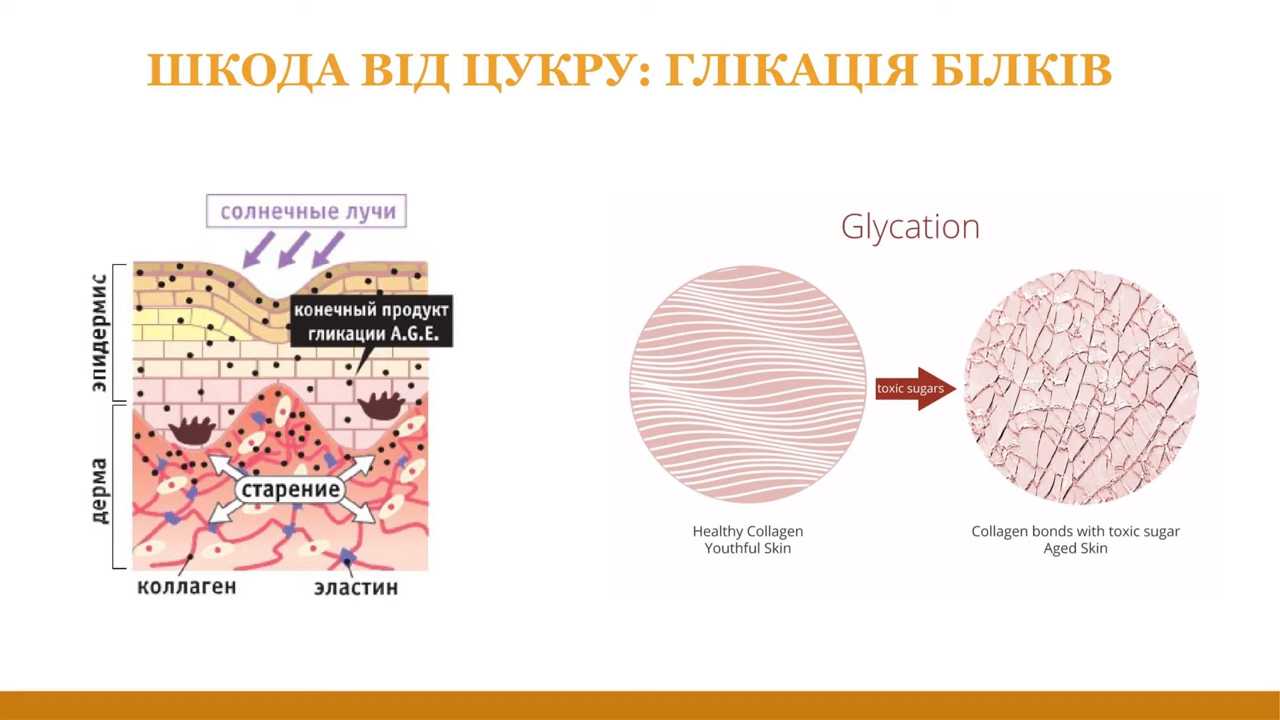 ШКОДА ВІД ЦУКРУ: ГЛІКАЦІЯ БІЛКІВ
солнечные лучи
конечный продукт
гликации A.G.E.
эпидермис
дерма
старение
коллаген
эластин
Glycation
toxic sugars
Healthy Collagen
Youthful Skin
Collagen bonds with toxic sugar
Aged Skin